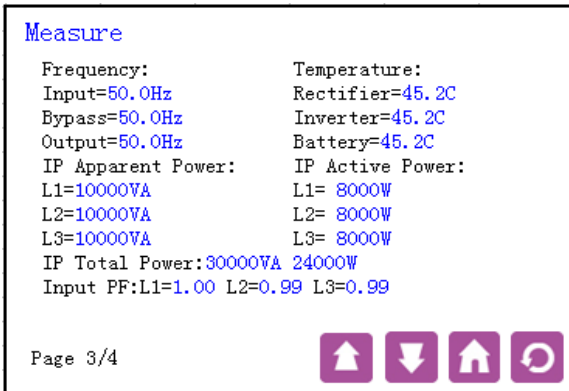 Measure
Frequency: Temperature:
Input=50.0Hz Rectifier=45.2C
Bypass=50.0Hz Inverter=45.2C
Output=50.0Hz Battery=45.2C
IP Apparent Power: IP Active Power:
L1=10000VA L1= 8000W
L2=10000VA L2= 8000W
L3=10000VA L3= 8000W
IP Total Power:30000VA 24000W
Input PF:L1=1.00 L2=0.99 L3=0.99
Page 3/4